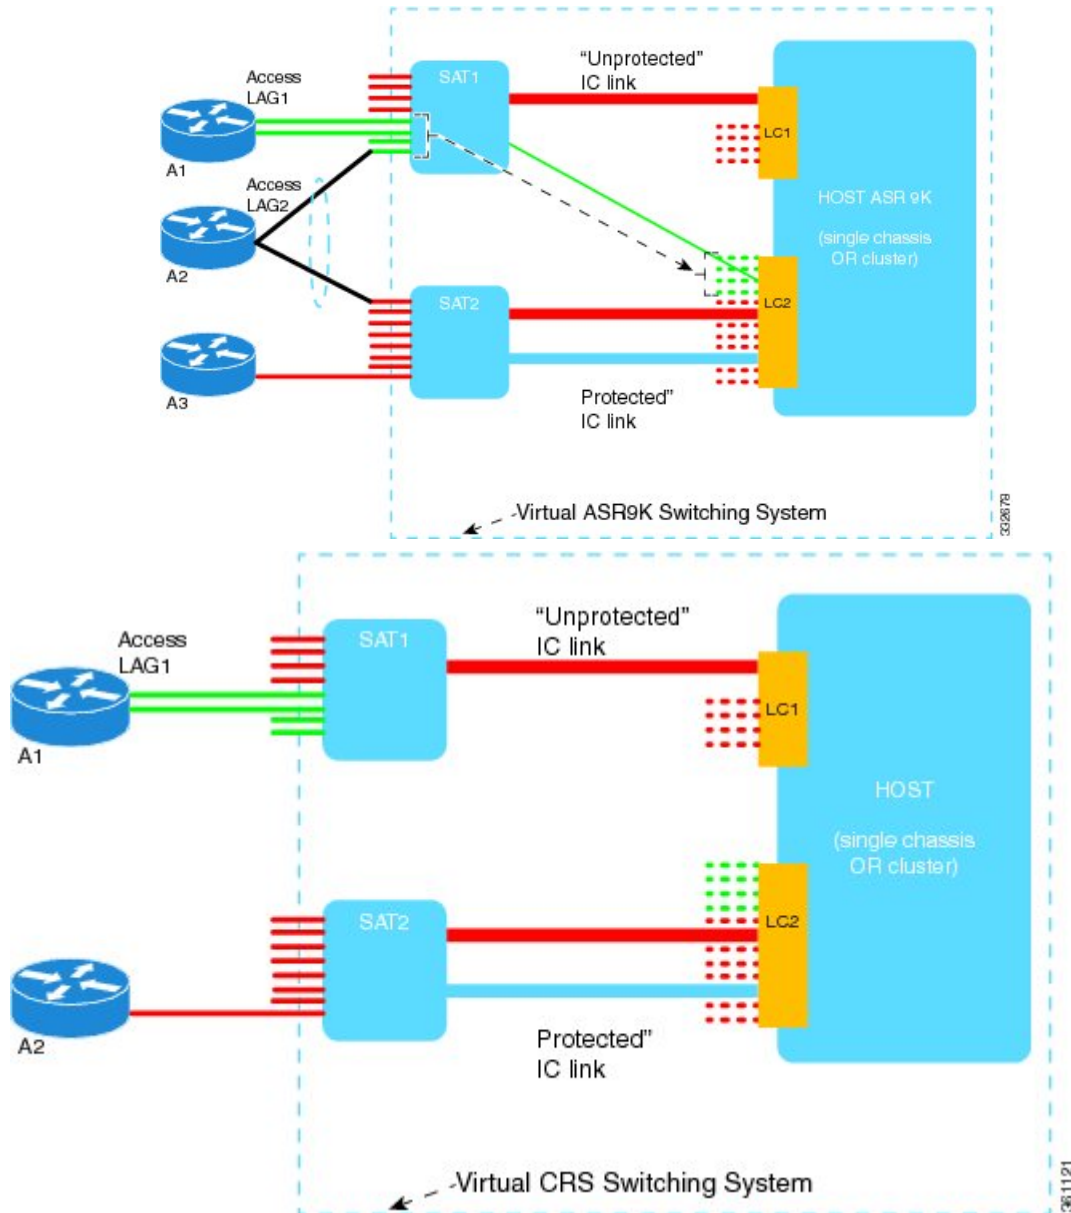 Access
LAG1
SAT1
"Unprotected"
IC link
LC1
A1
Access
LAG2
HOST ASR 9K
(single chassis
OR cluster)
A2
SAT2
LC2
A3
Protected"
IC link
Virtual ASR9K Switching System
332678
Access
LAG1
SAT1
"Unprotected"
IC link
LC1
A1
HOST
(single chassis
OR cluster)
SAT2
LC2
A2
Protected"
IC link
Virtual CRS Switching System
361121